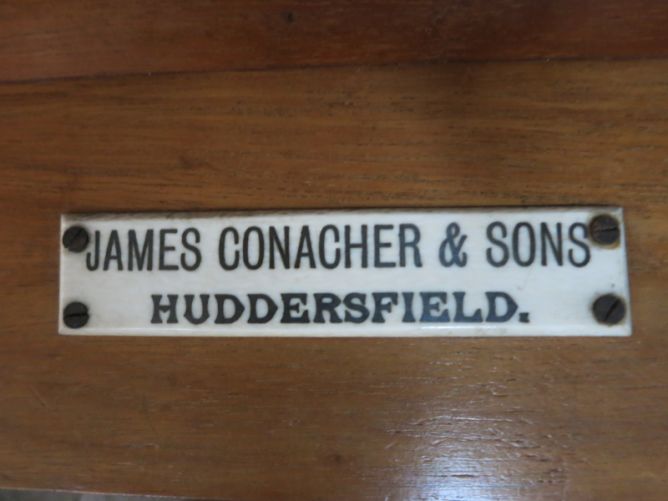 JAMES CONACHER & SONS
HUDDERSFIELD.